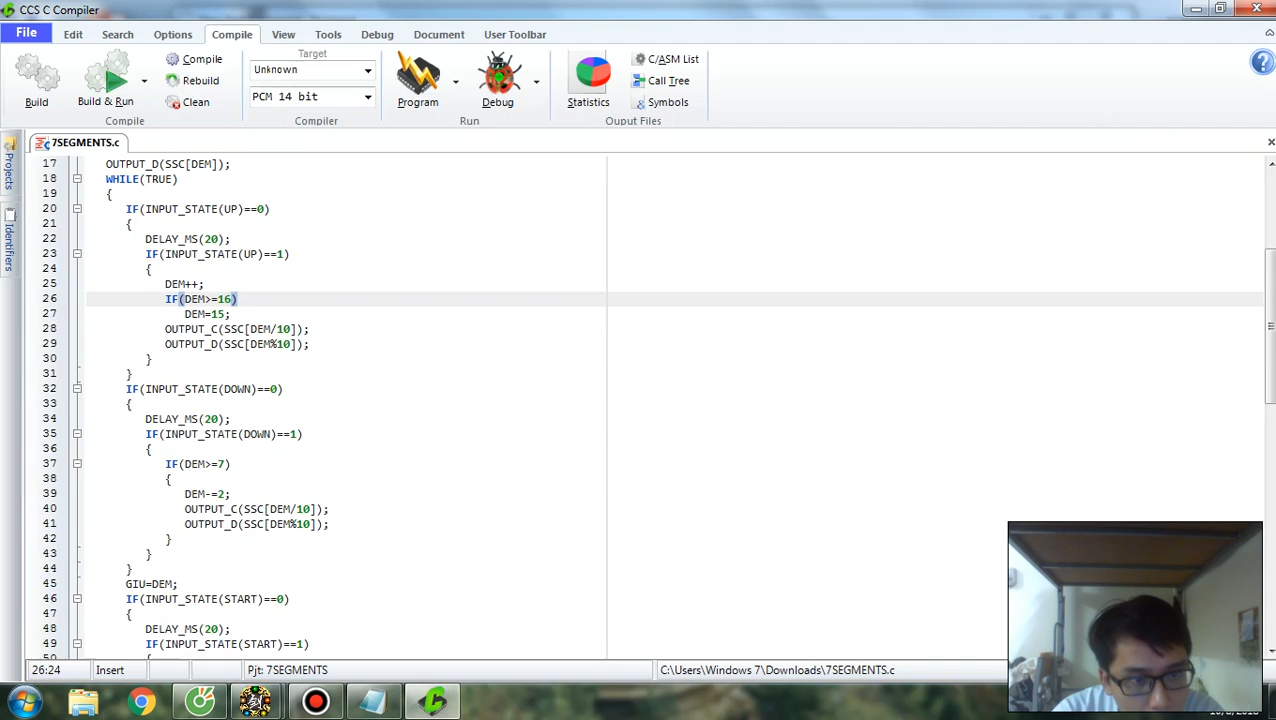 CCS C Compiler
File Edit Search Options Compile View Tools Debug Document User Toolbar
Build
Build & Run
Compile
Rebuild
Clean
Compile
Target
Unknown
PCM 14 bit
Compiler
Program
Debug
Run
Statistics
C/ASM List
Call Tree
Symbols
Ouput Files
Projects
Identifiers
7SEGMENTS.c
17 OUTPUT_D(SSC[DEM]);
18 WHILE(TRUE)
19 {
20 IF(INPUT_STATE(UP)==0)
21 {
22 DELAY_MS(20);
23 IF(INPUT_STATE(UP)==1)
24 {
25 DEM++;
26 IF(DEM>=16)
27 DEM=15;
28 OUTPUT_C(SSC[DEM/10]);
29 OUTPUT_D(SSC[DEM%10]);
30 }
31 }
32 IF(INPUT_STATE(DOWN)==0)
33 {
34 DELAY_MS(20);
35 IF(INPUT_STATE(DOWN)==1)
36 {
37 IF(DEM>=7)
38 {
39 DEM-=2;
40 OUTPUT_C(SSC[DEM/10]);
41 OUTPUT_D(SSC[DEM%10]);
42 }
43 }
44 }
45 GIU=DEM;
46 IF(INPUT_STATE(START)==0)
47 {
48 DELAY_MS(20);
49 IF(INPUT_STATE(START)==1)
26:24 Insert Pjt: 7SEGMENTS C:\Users\Windows 7\Downloads\7SEGMENTS.c